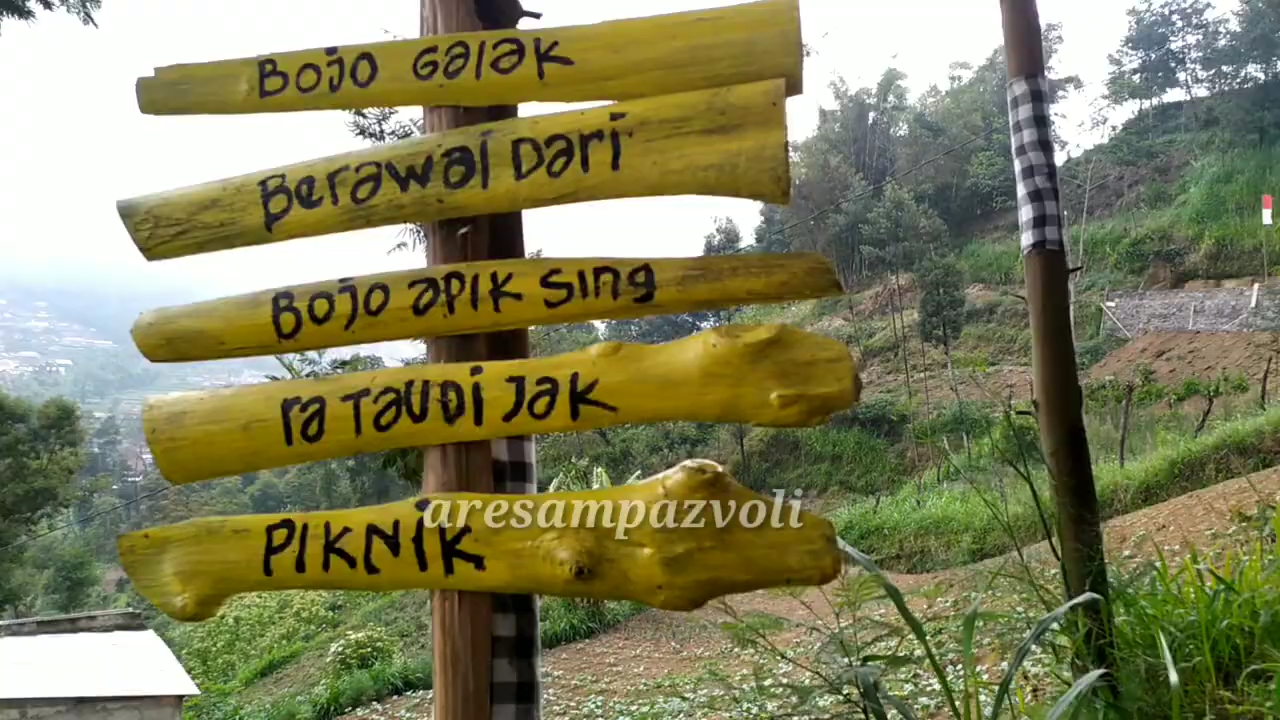 Bojo Galak
Berawal Dari
Bojo apik sing
ra Taudi Jak
PIKNIK
aresampazvoli